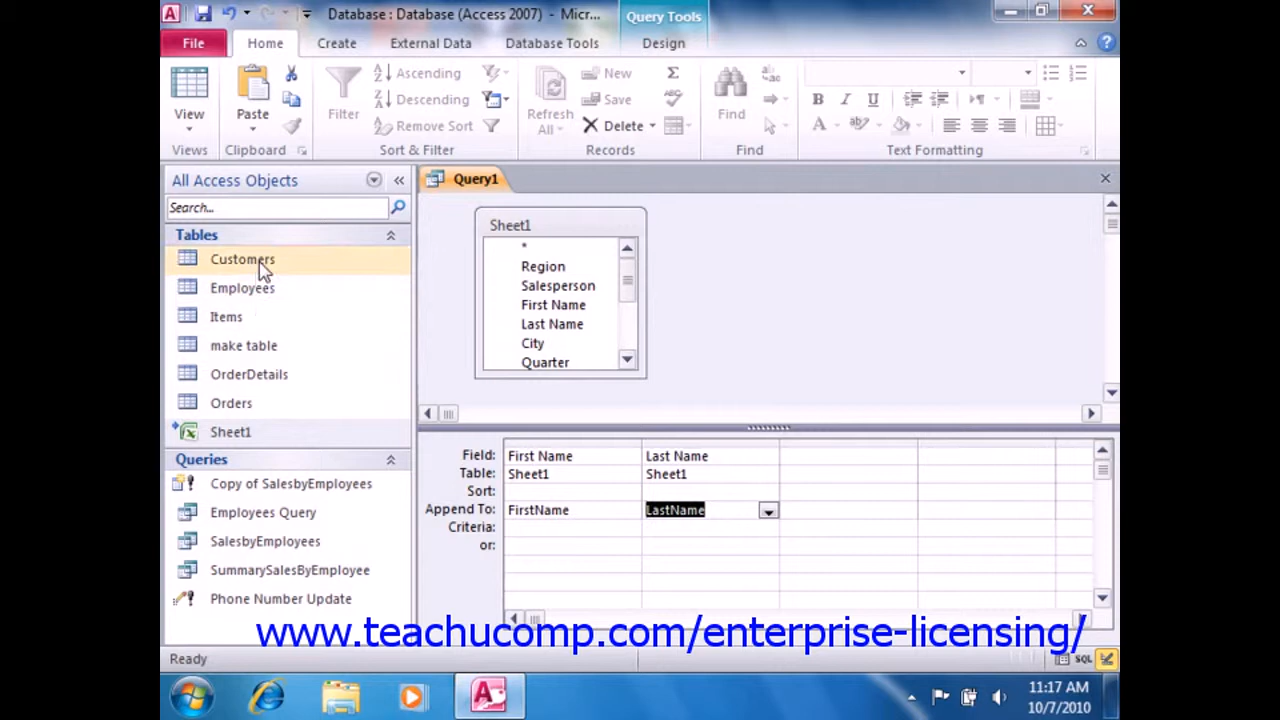 Database : Database (Access 2007) - Micr...
Query Tools
File
Home
Create
External Data
Database Tools
Design
View
Paste
Filter
Ascending
Descending
Remove Sort
Refresh
All
New
Save
Delete
Find
Views
Clipboard
Sort & Filter
Records
Find
Text Formatting
B I U
A
ab
All Access Objects
Search...
Tables
Customers
Employees
Items
make table
OrderDetails
Orders
Sheet1
Queries
Copy of SalesbyEmployees
Employees Query
SalesbyEmployees
SummarySalesByEmployee
Phone Number Update
Query1
Sheet1
*
Region
Salesperson
First Name
Last Name
City
Quarter
Field: First Name Last Name
Table: Sheet1 Sheet1
Sort:
Append To: FirstName LastName
Criteria:
or:
www.teachucomp.com/enterprise-licensing/
Ready
SQL
11:17 AM
10/7/2010